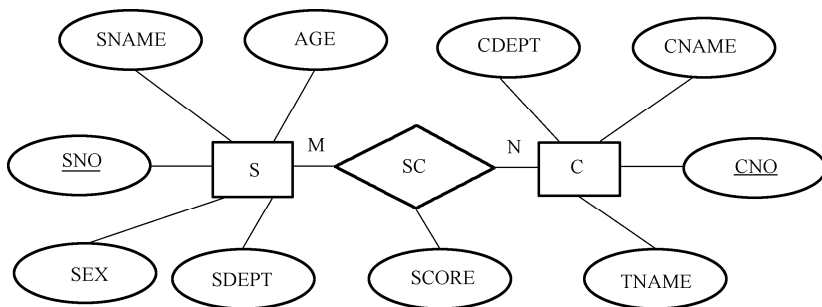 SNAME
AGE
CDEPT
CNAME
SNO
S
M
SC
N
C
CNO
SEX
SDEPT
SCORE
TNAME